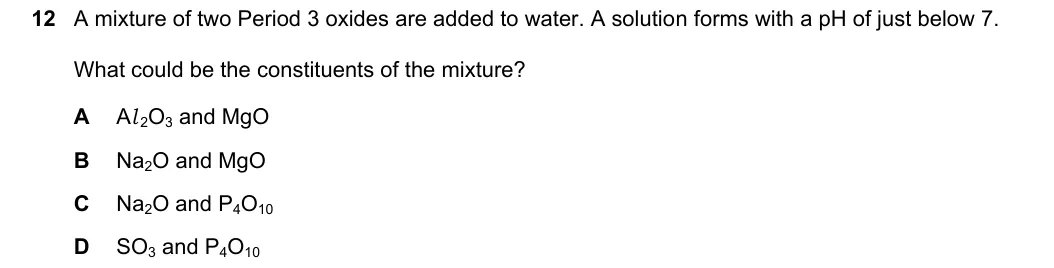 12 A mixture of two Period 3 oxides are added to water. A solution forms with a pH of just below 7.
What could be the constituents of the mixture?
A Al₂O₃ and MgO
B Na₂O and MgO
C Na₂O and P₄O₁₀
D SO₃ and P₄O₁₀